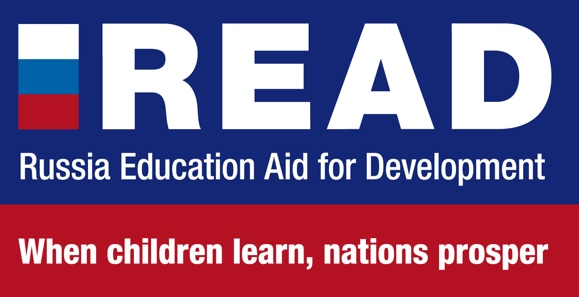 READ
Russia Education Aid for Development
When children learn, nations prosper